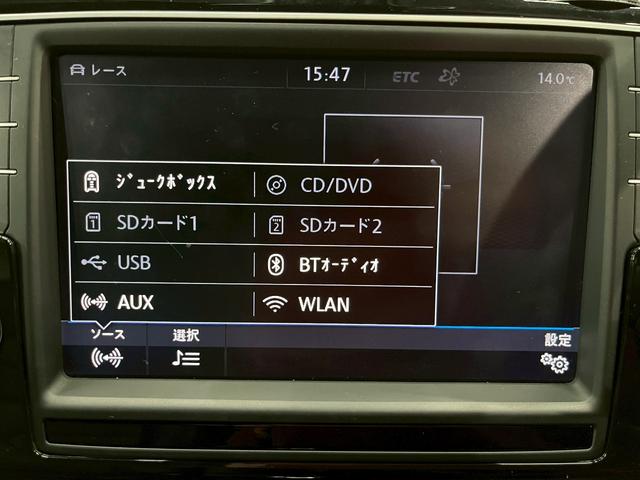 レース 15:47 ETC 14.0℃
ジュークボックス CD/DVD
1 SDカード1 2 SDカード2
USB BTオーディオ
AUX WLAN
ソース 選択 設定